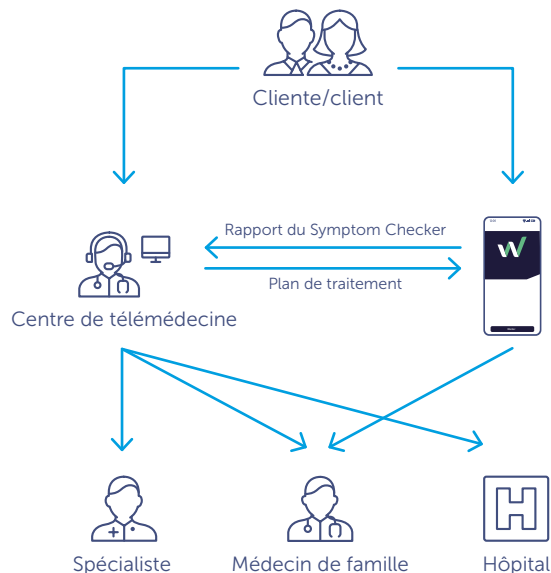 Cliente/client
Rapport du Symptom Checker
Plan de traitement
Centre de télémédecine
Spécialiste
Médecin de famille
H
Hôpital